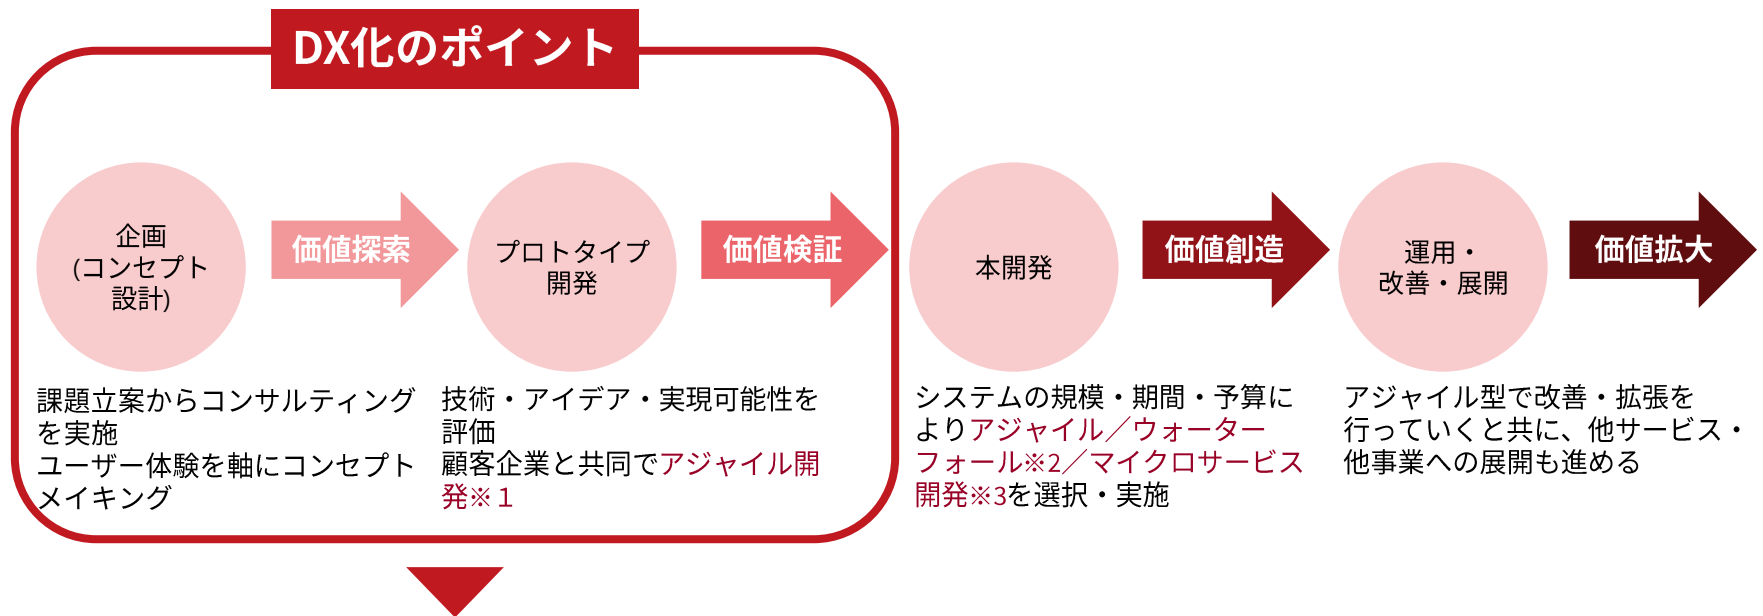 DX化のポイント
企画
(コンセプト
設計)
価値探索
プロトタイプ
開発
価値検証
本開発
価値創造
運用・
改善・展開
価値拡大
課題立案からコンサルティング
を実施
ユーザー体験を軸にコンセプト
メイキング
技術・アイデア・実現可能性を
評価
顧客企業と共同でアジャイル開
発※１
システムの規模・期間・予算に
よりアジャイル／ウォーター
フォール※2／マイクロサービス
開発※3を選択・実施
アジャイル型で改善・拡張を
行っていくと共に、他サービス・
他事業への展開も進める